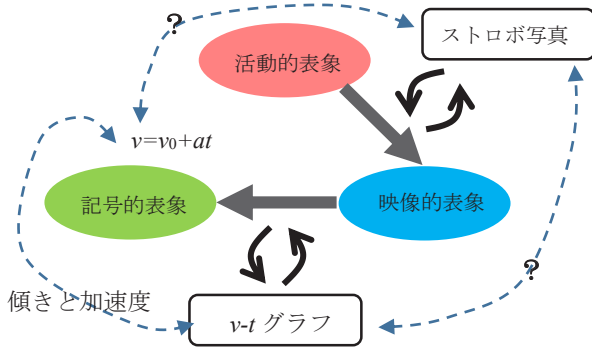 ?
ストロボ写真
活動的表象
v=v₀+at
記号的表象
映像的表象
?
傾きと加速度
v-t グラフ